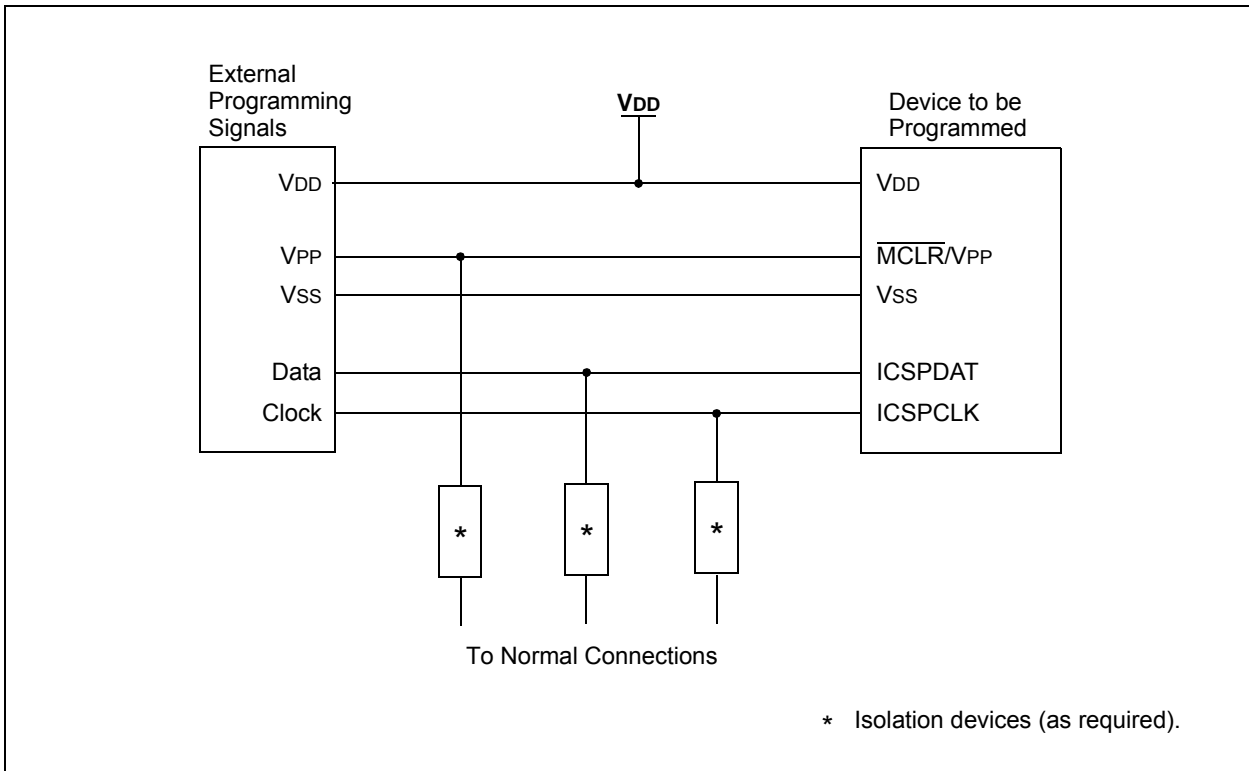 External
Programming
Signals
VDD
Device to be
Programmed
VDD
VDD
VPP
MCLR/VPP
VSS
VSS
Data
ICSPDAT
Clock
ICSPCLK
*
*
*
To Normal Connections
* Isolation devices (as required).